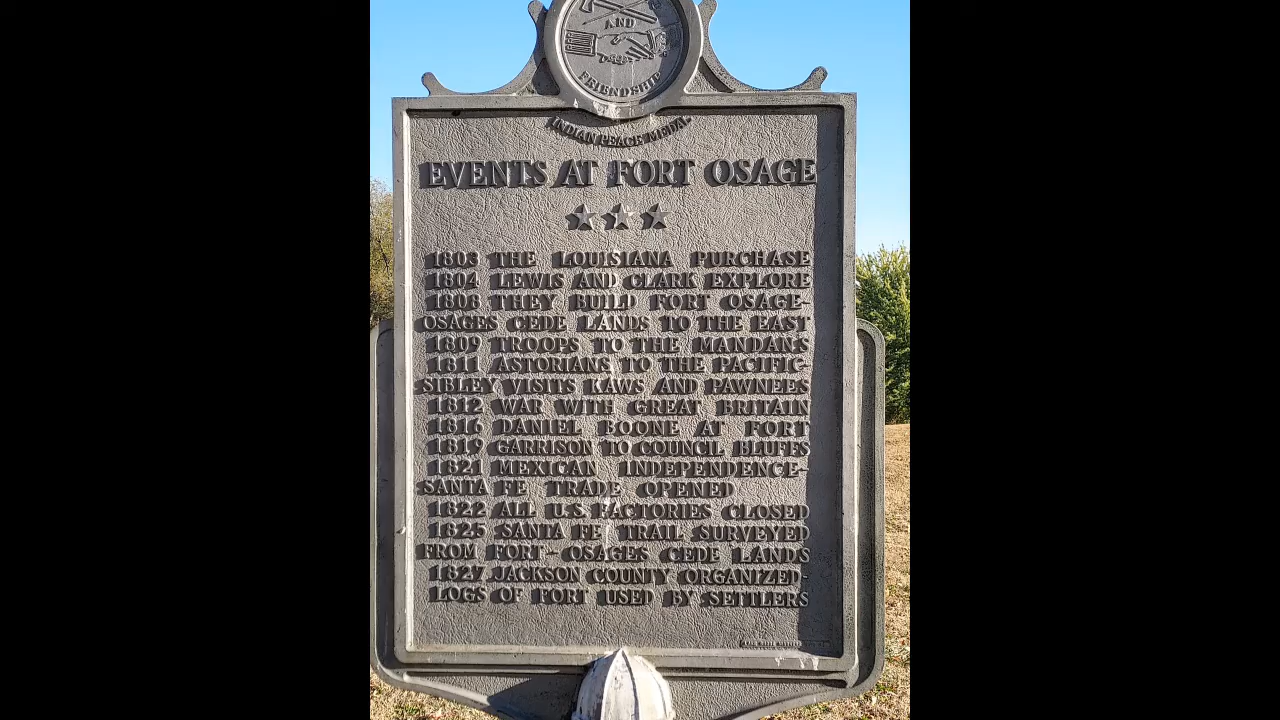 AND
FRIENDSHIP
INDIAN PEACE MEDAL
EVENTS AT FORT OSAGE
1803 THE LOUISIANA PURCHASE
1804 LEWIS AND CLARK EXPLORE
1808 THEY BUILD FORT OSAGE-
OSAGES CEDE LANDS TO THE EAST
1809 TROOPS TO THE MANDANS
1811 ASTORIANS TO THE PACIFIC-
SIBLEY VISITS KAWS AND PAWNEES
1812 WAR WITH GREAT BRITAIN
1816 DANIEL BOONE AT FORT
1819 GARRISON TO COUNCIL BLUFFS
1821 MEXICAN INDEPENDENCE-
SANTA FE TRADE OPENED
1822 ALL U.S. FACTORIES CLOSED
1825 SANTA FE TRAIL SURVEYED
FROM FORT- OSAGES CEDE LANDS
1827 JACKSON COUNTY ORGANIZED-
LOGS OF FORT USED BY SETTLERS